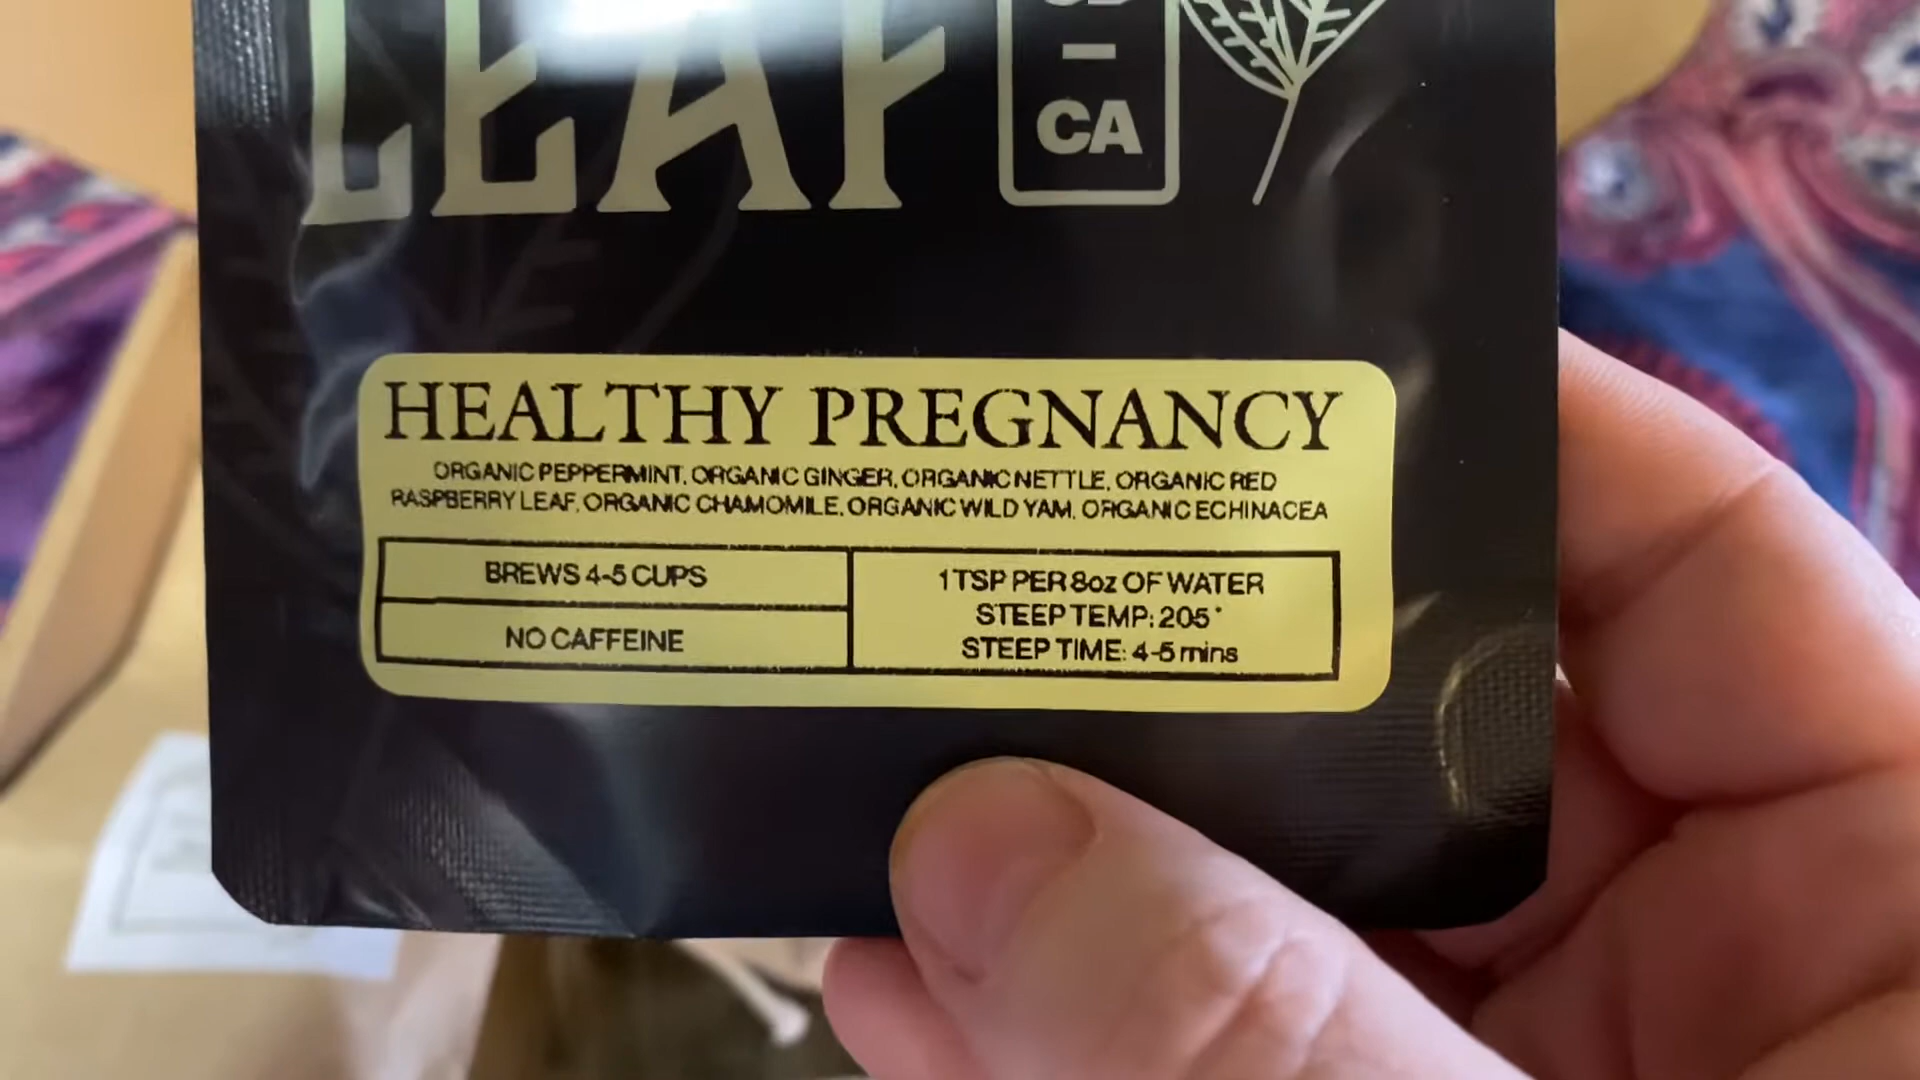 LEAF
CA
HEALTHY PREGNANCY
ORGANIC PEPPERMINT, ORGANIC GINGER, ORGANIC NETTLE, ORGANIC RED
RASPBERRY LEAF, ORGANIC CHAMOMILE, ORGANIC WILD YAM, ORGANIC ECHINACEA
BREWS 4-5 CUPS
NO CAFFEINE
1 TSP PER 8oz OF WATER
STEEP TEMP: 205°
STEEP TIME: 4-5 mins